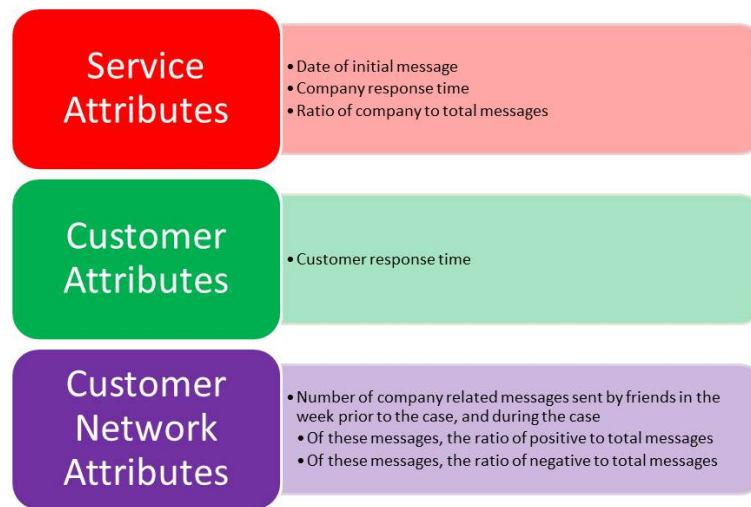 Service
Attributes
• Date of initial message
• Company response time
• Ratio of company to total messages
Customer
Attributes
• Customer response time
Customer
Network
Attributes
• Number of company related messages sent by friends in the
week prior to the case, and during the case
• Of these messages, the ratio of positive to total messages
• Of these messages, the ratio of negative to total messages